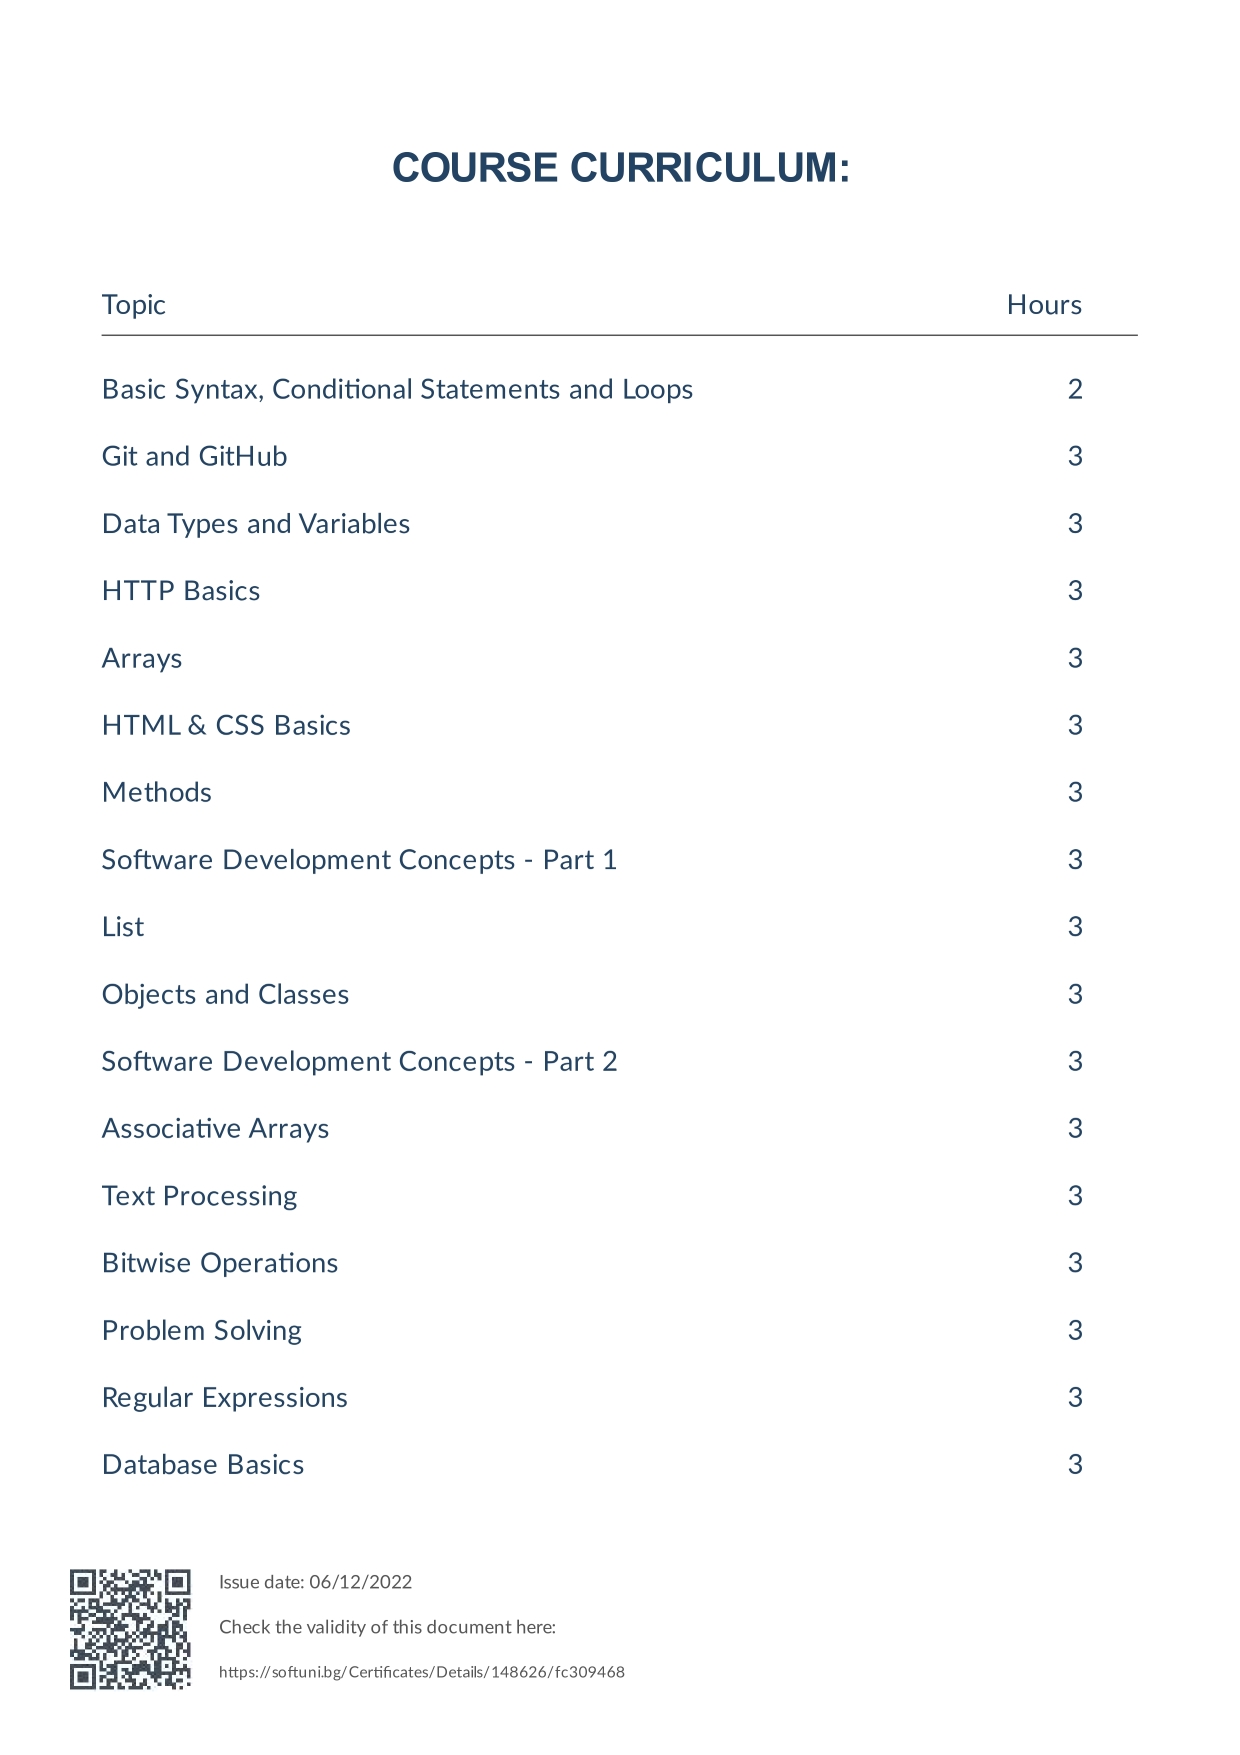 COURSE CURRICULUM:
Topic Hours
Basic Syntax, Conditional Statements and Loops 2
Git and GitHub 3
Data Types and Variables 3
HTTP Basics 3
Arrays 3
HTML & CSS Basics 3
Methods 3
Software Development Concepts - Part 1 3
List 3
Objects and Classes 3
Software Development Concepts - Part 2 3
Associative Arrays 3
Text Processing 3
Bitwise Operations 3
Problem Solving 3
Regular Expressions 3
Database Basics 3
Issue date: 06/12/2022
Check the validity of this document here:
https://softuni.bg/Certificates/Details/148626/fc309468